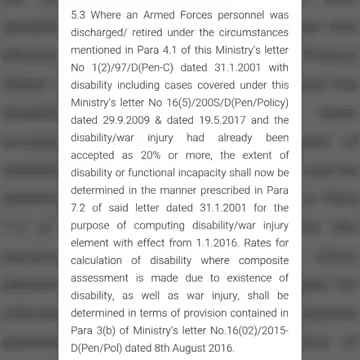 5.3 Where an Armed Forces personnel was
discharged/ retired under the circumstances
mentioned in Para 4.1 of this Ministry's letter
No 1(2)/97/D(Pen-C) dated 31.1.2001 with
disability including cases covered under this
Ministry's letter No 16(5)/200S/D(Pen/Policy)
dated 29.9.2009 & dated 19.5.2017 and the
disability/war injury had already been
accepted as 20% or more, the extent of
disability or functional incapacity shall now be
determined in the manner prescribed in Para
7.2 of said letter dated 31.1.2001 for the
purpose of computing disability/war injury
element with effect from 1.1.2016. Rates for
calculation of disability where composite
assessment is made due to existence of
disability, as well as war injury, shall be
determined in terms of provision contained in
Para 3(b) of Ministry's letter No.16(02)/2015-
D(Pen/Pol) dated 8th August 2016.